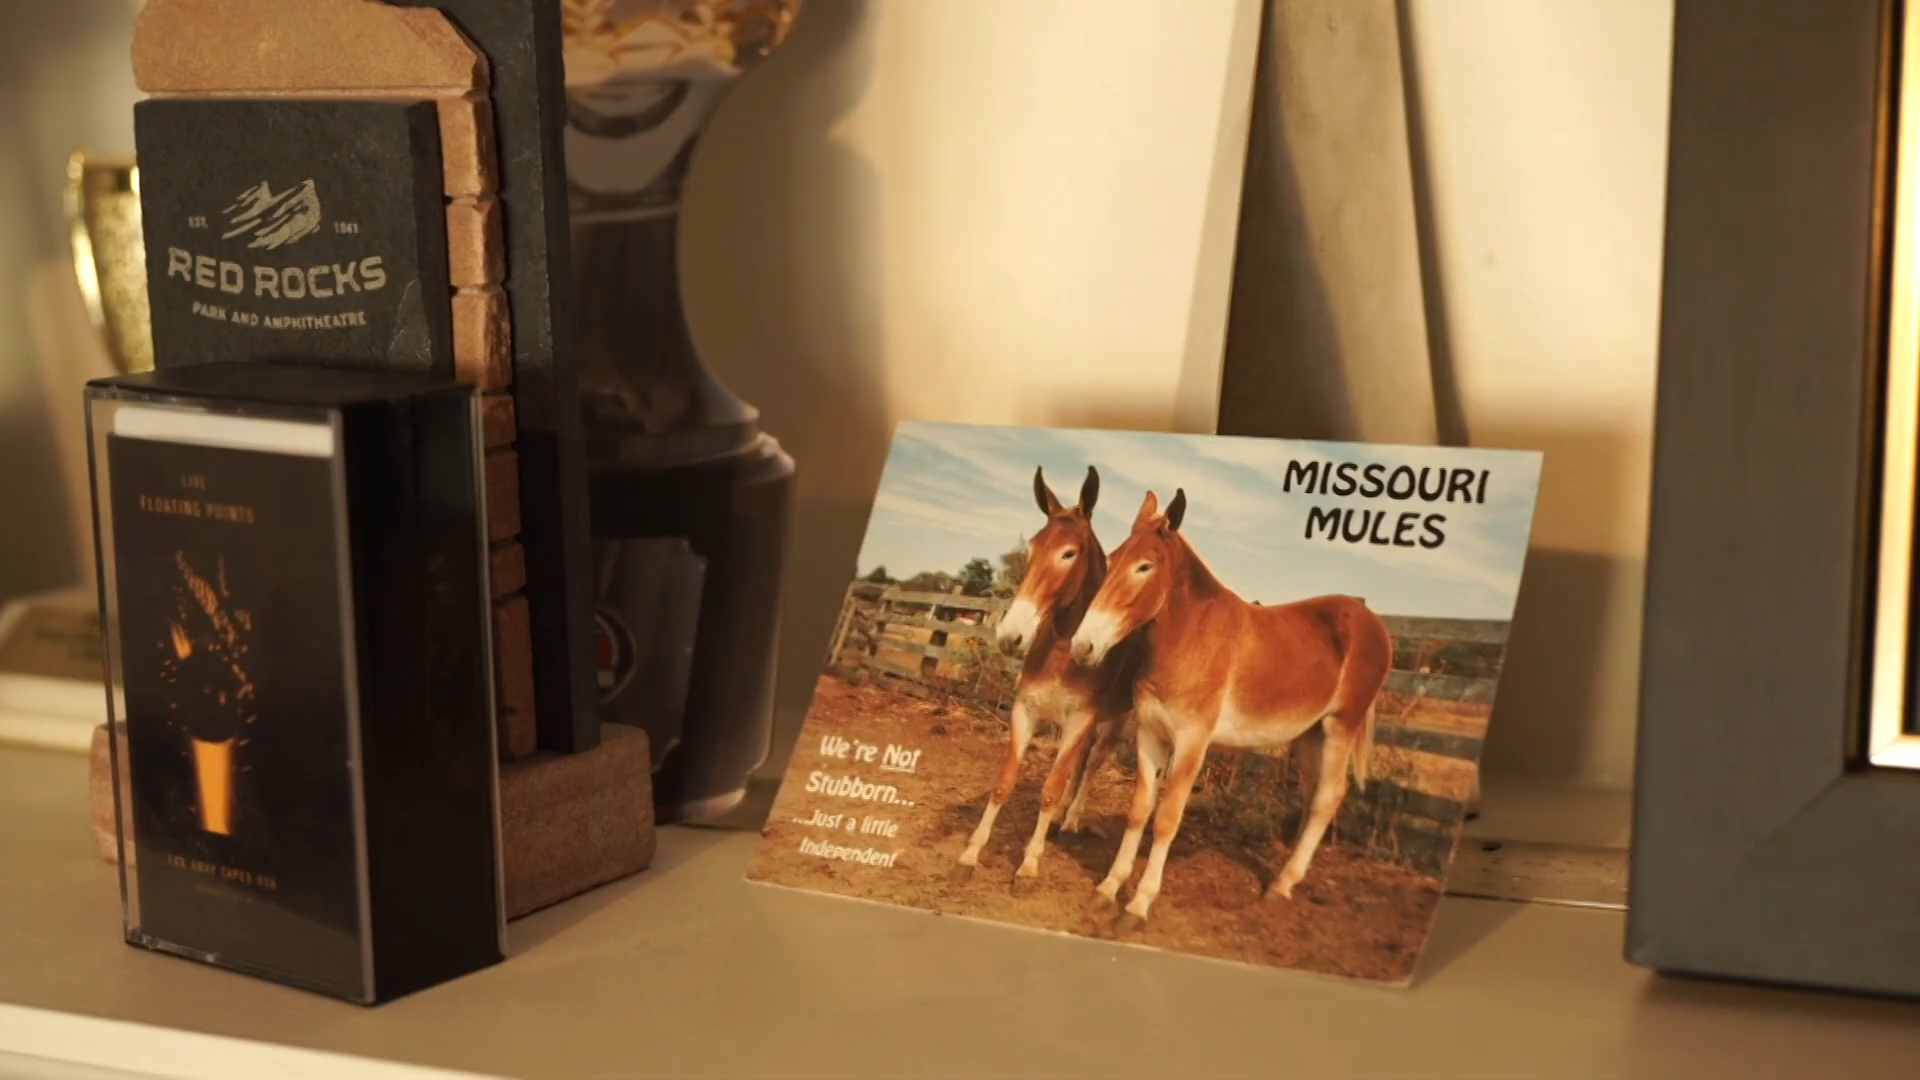 EST. 1941
RED ROCKS
PARK AND AMPHITHEATRE
LIVE
FLOATING POINTS
TAPES
MISSOURI
MULES
We're Not
Stubborn...
...Just a little
Independent